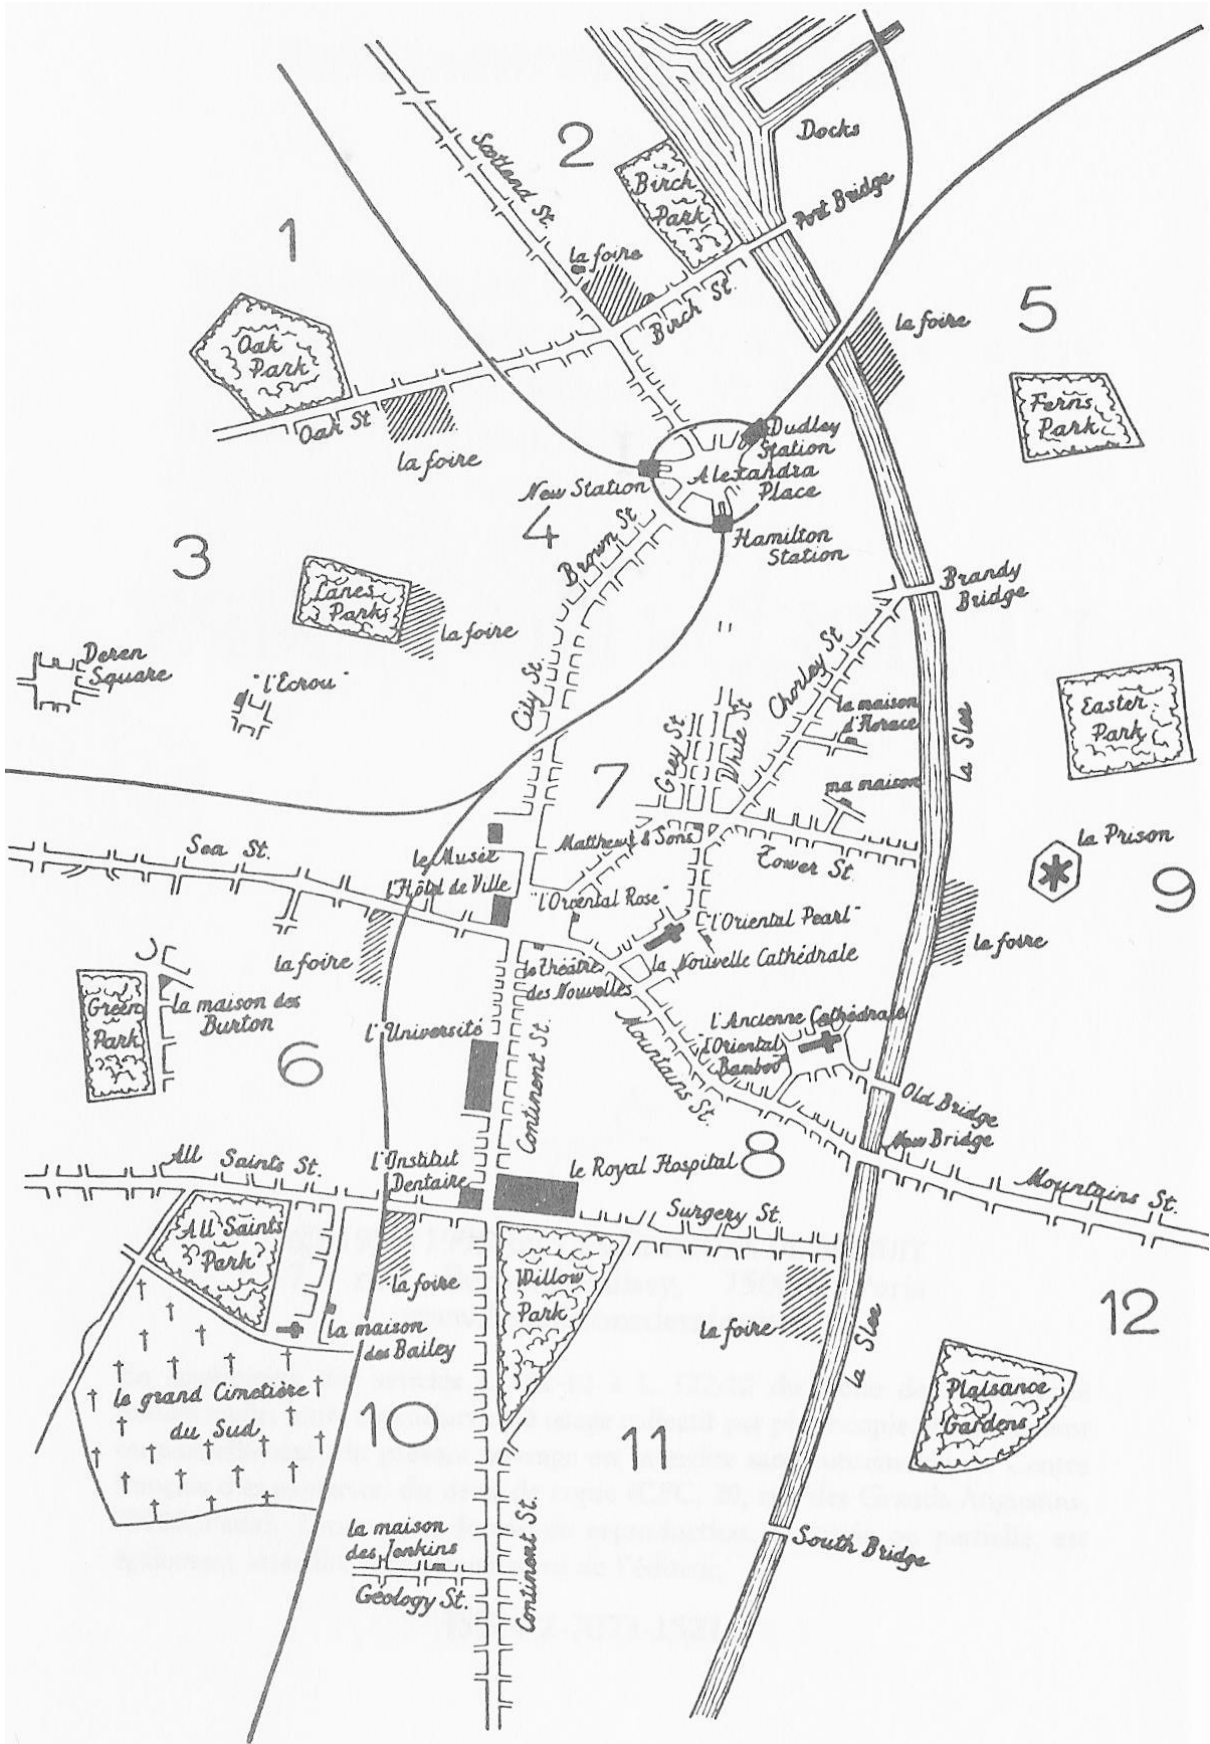 Docks
Scotland St.
2
Birch
Park
Port Bridge
1
la foire
Birch St.
Oak
Park
Oak St
la foire
la foire
5
Ferns
Park
Dudley
Station
New Station
Alexandra
Place
Hamilton
Station
4
3
Brown St
Lanes
Parks
la foire
Brandy
Bridge
Deren
Square
"l'Ecrou"
City St.
Chorley St
la maison
d'Horace
Grey St
White St
la Slee
Easter
Park
7
ma maison
Sea St.
le Musée
Matthews & Sons
Tower St.
la Prison
9
l'Hôtel de Ville
"l'Oriental Rose"
"l'Oriental Pearl"
la foire
le Théâtre
des Nouvelles
la Nouvelle Cathédrale
la foire
Green
Park
la maison des
Burton
6
l'Université
Continent St.
Mountains St.
l'Ancienne Cathédrale
"l'Oriental
Bamboo"
Old Bridge
New Bridge
8
Mountains St.
All Saints St.
l'Institut
Dentaire
le Royal Hospital
Surgery St.
All Saints
Park
la foire
Willow
Park
la foire
la Slee
12
la maison
des Bailey
le grand Cimetière
du Sud
10
11
Plaisance
Gardens
la maison
des Jenkins
Geology St.
Continent St.
South Bridge